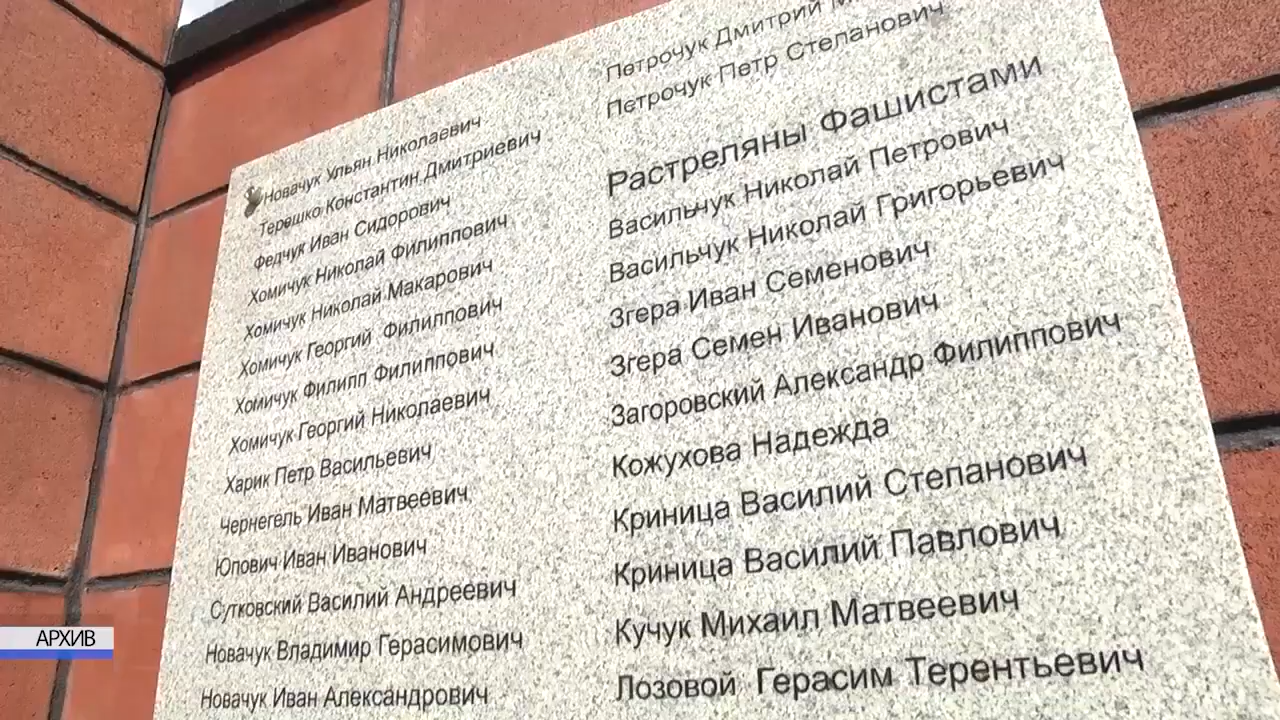 Новачук Ульян Николаевич
Терешко Константин Дмитриевич
Федчук Иван Сидорович
Хомичук Николай Филиппович
Хомичук Николай Макарович
Хомичук Георгий Филиппович
Хомичук Филипп Филиппович
Хомичук Георгий Николаевич
Харик Петр Васильевич
Чернегель Иван Матвеевич
Юпович Иван Иванович
Сутковский Василий Андреевич
Новачук Владимир Герасимович
Новачук Иван Александрович
Петрочук Дмитрий
Петрочук Петр Степанович
Растреляны Фашистами
Васильчук Николай Петрович
Васильчук Николай Григорьевич
Згера Иван Семенович
Згера Семен Иванович
Загоровский Александр Филиппович
Кожухова Надежда
Криница Василий Степанович
Криница Василий Павлович
Кучук Михаил Матвеевич
Лозовой Герасим Терентьевич
АРХИВ